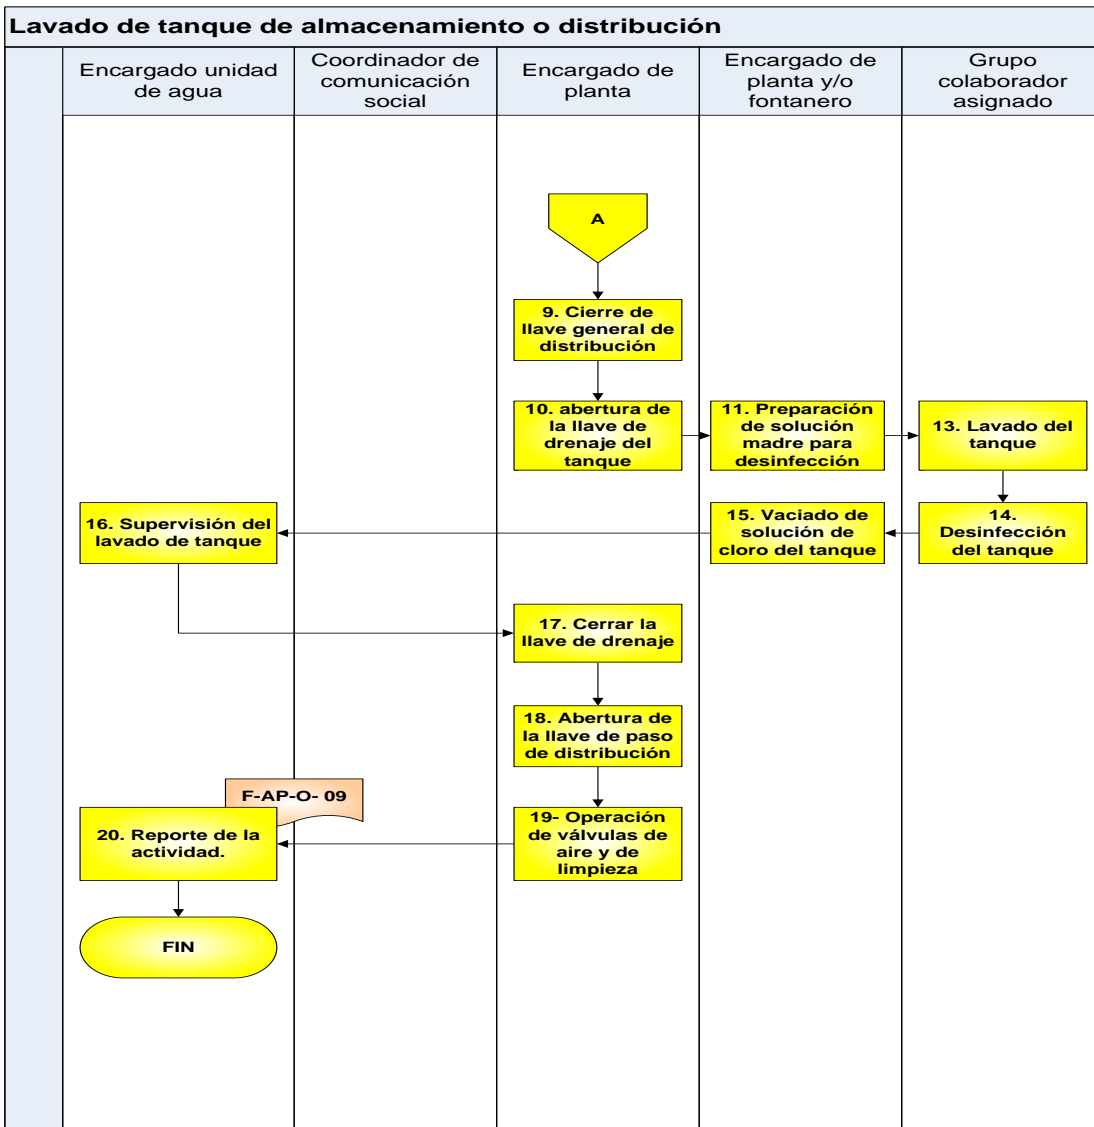 Lavado de tanque de almacenamiento o distribución
Encargado unidad
de agua
Coordinador de
comunicación
social
Encargado de
planta
Encargado de
planta y/o
fontanero
Grupo
colaborador
asignado
A
9. Cierre de
llave general de
distribución
10. abertura de
la llave de
drenaje del
tanque
11. Preparación
de solución
madre para
desinfección
13. Lavado del
tanque
14.
Desinfección
del tanque
15. Vaciado de
solución de
cloro del tanque
16. Supervisión del
lavado de tanque
17. Cerrar la
llave de drenaje
18. Abertura de
la llave de paso
de distribución
19- Operación
de válvulas de
aire y de
limpieza
F-AP-O- 09
20. Reporte de la
actividad.
FIN